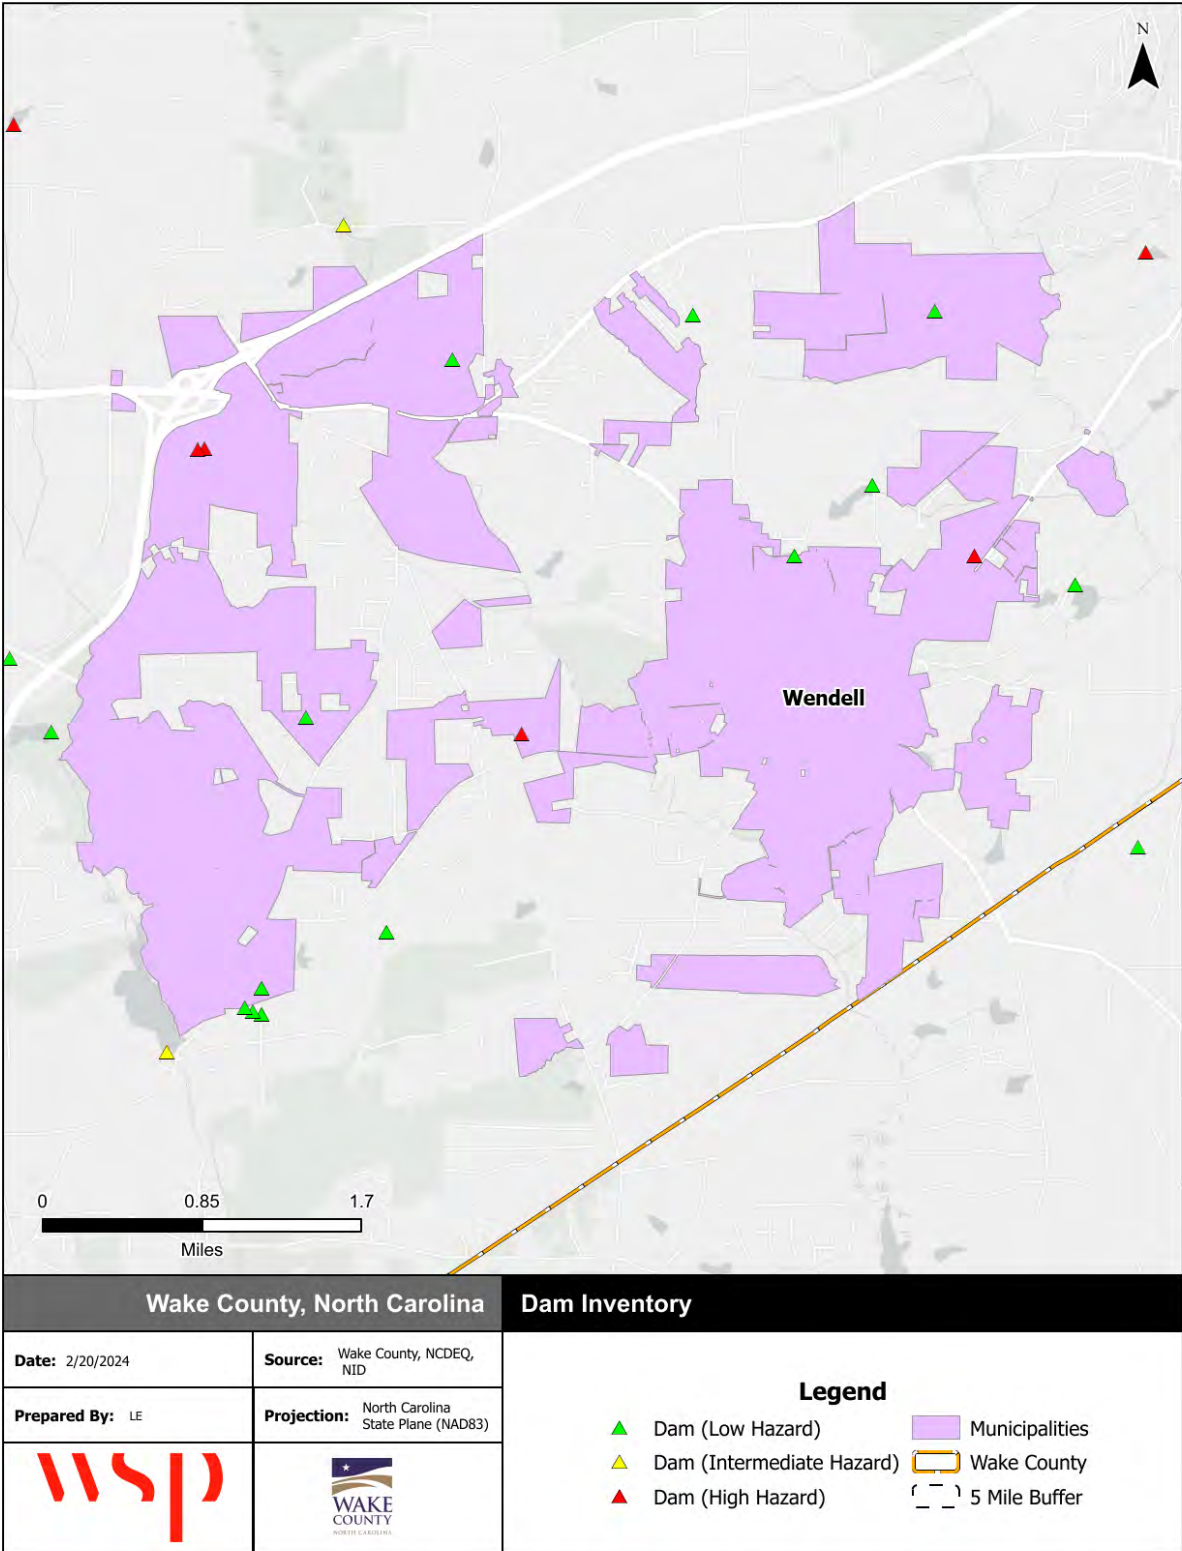 N
Wendell
0 0.85 1.7
Miles
Wake County, North Carolina
Dam Inventory
Date: 2/20/2024
Source: Wake County, NCDEQ,
NID
Prepared By: LE
Projection: North Carolina
State Plane (NAD83)
wsp
WAKE
COUNTY
NORTH CAROLINA
Legend
Dam (Low Hazard)
Dam (Intermediate Hazard)
Dam (High Hazard)
Municipalities
Wake County
5 Mile Buffer